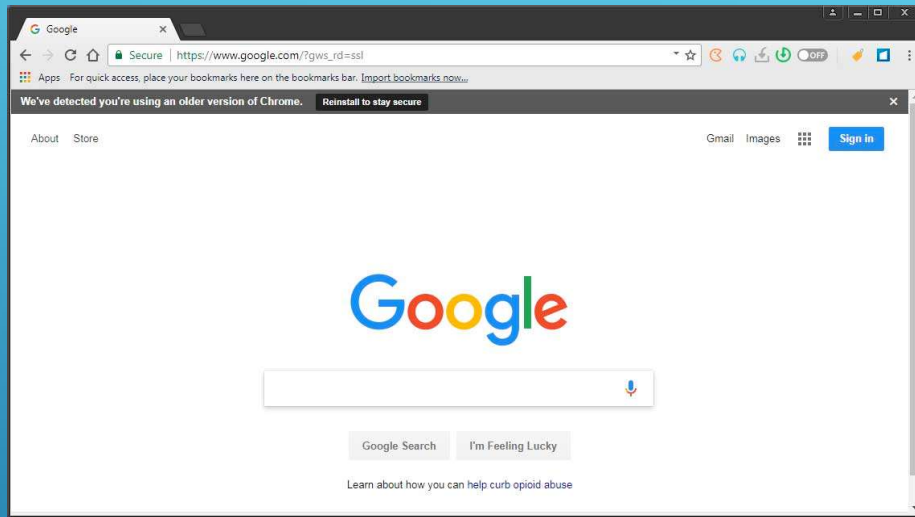 Google
Secure | https://www.google.com/?gws_rd=ssl
OFF
Apps For quick access, place your bookmarks here on the bookmarks bar. Import bookmarks now...
We've detected you're using an older version of Chrome. Reinstall to stay secure
About Store Gmail Images Sign in
Google
Google Search I'm Feeling Lucky
Learn about how you can help curb opioid abuse